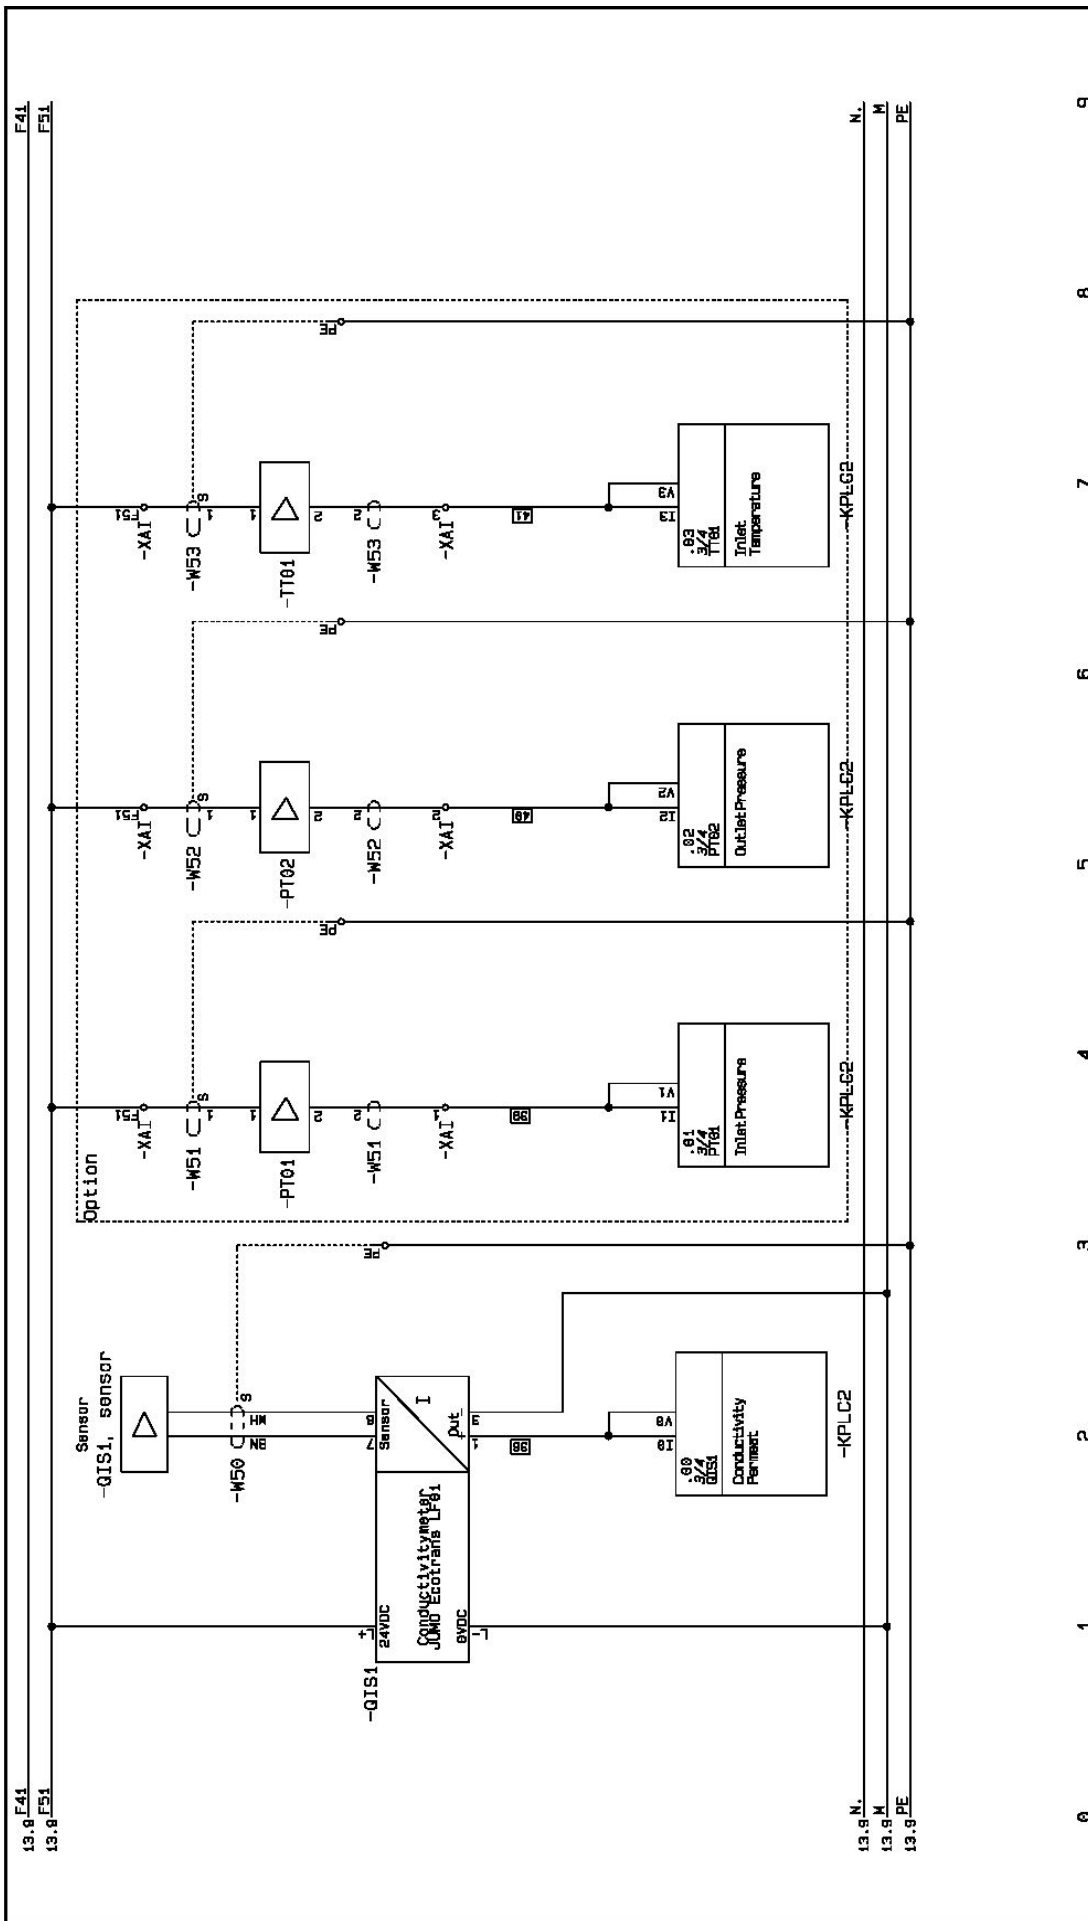 13.9 F41
F41
13.9 F51
F51
Sensor
-QIS1, sensor
-W50
BN
WH
S
PE
-QIS1
L+
24VDC
Conductivitymeter
JUMO Ecotrans LF01
0VDC
L-
7
8
Sensor
I
Out
+
-
1
3
38
I0
V0
.00
3/4
QIS1
Conductivity
Permeat
-KPLC2
Option
F51
-XAI
-W51
S
1
1
-PT01
2
2
-W51
1
-XAI
39
PE
I1
V1
.01
3/4
PT01
Inlet Pressure
-KPLC2
F51
-XAI
-W52
S
1
1
-PT02
2
2
-W52
2
-XAI
40
PE
I2
V2
.02
3/4
PT02
Outlet Pressure
-KPLC2
F51
-XAI
-W53
S
1
1
-TT01
2
2
-W53
3
-XAI
41
PE
I3
V3
.03
3/4
TT01
Inlet
Temperature
-KPLC2
13.9 N.
N.
13.9 M
M
13.9 PE
PE
0
1
2
3
4
5
6
7
8
9